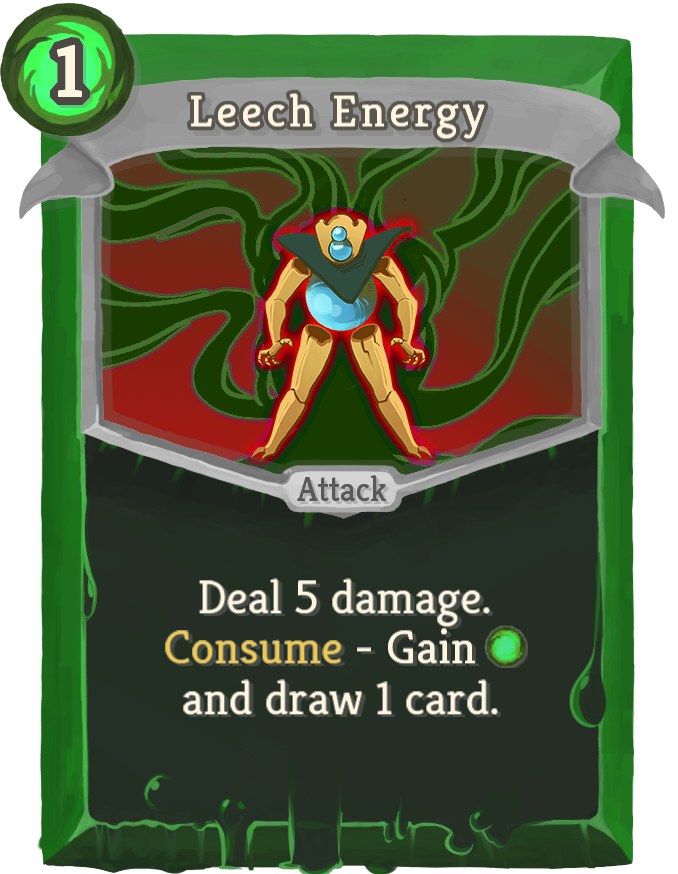 1
Leech Energy
Attack
Deal 5 damage.
Consume - Gain
and draw 1 card.